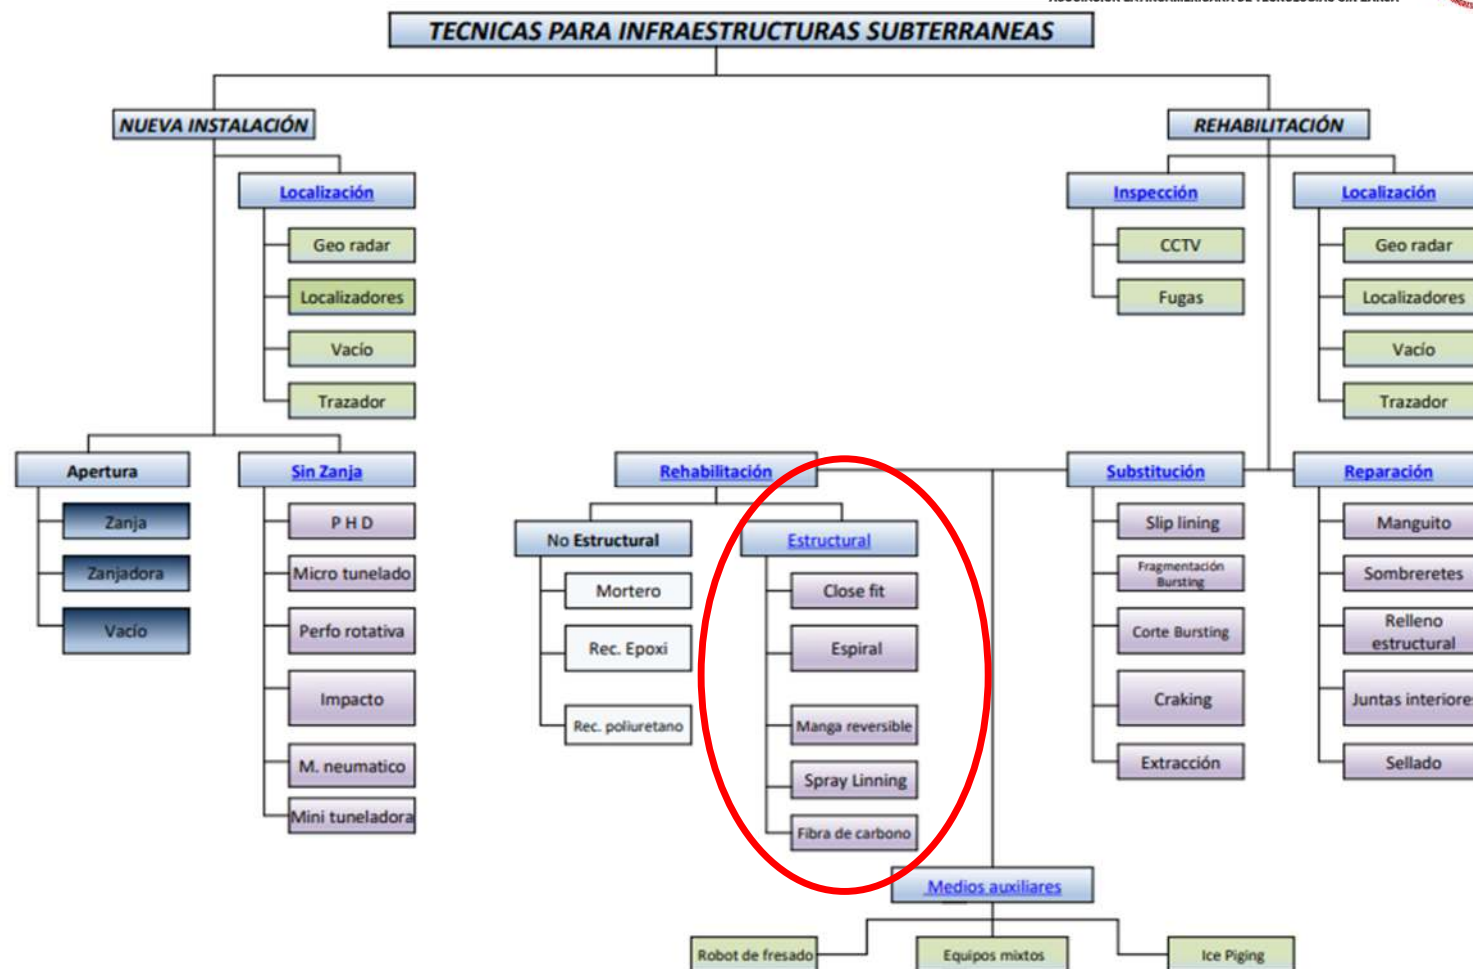 TECNICAS PARA INFRAESTRUCTURAS SUBTERRANEAS
NUEVA INSTALACIÓN
Localización
Geo radar
Localizadores
Vacío
Trazador
Apertura
Zanja
Zanjadora
Vacío
Sin Zanja
P H D
Micro tunelado
Perfo rotativa
Impacto
M. neumatico
Mini tuneladora
REHABILITACIÓN
Inspección
CCTV
Fugas
Localización
Geo radar
Localizadores
Vacío
Trazador
Rehabilitación
No Estructural
Mortero
Rec. Epoxi
Rec. poliuretano
Estructural
Close fit
Espiral
Manga reversible
Spray Linning
Fibra de carbono
Substitución
Slip lining
Fragmentación
Bursting
Corte Bursting
Craking
Extracción
Reparación
Manguito
Sombreretes
Relleno
estructural
Juntas interiores
Sellado
Medios auxiliares
Robot de fresado
Equipos mixtos
Ice Piging